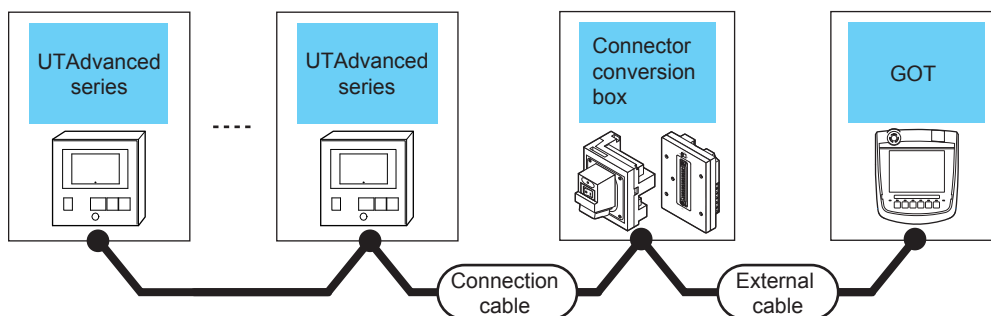 UTAdvanced
series
UTAdvanced
series
Connector
conversion
box
GOT
Connection
cable
External
cable